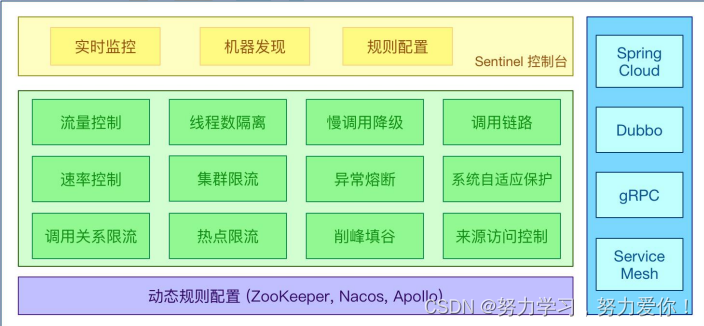 实时监控 机器发现 规则配置
Sentinel 控制台
流量控制 线程数隔离 慢调用降级 调用链路
速率控制 集群限流 异常熔断 系统自适应保护
调用关系限流 热点限流 削峰填谷 来源访问控制
动态规则配置 (ZooKeeper, Nacos, Apollo)
Spring
Cloud
Dubbo
gRPC
Service
Mesh
CSDN @努力学习,努力爱你!